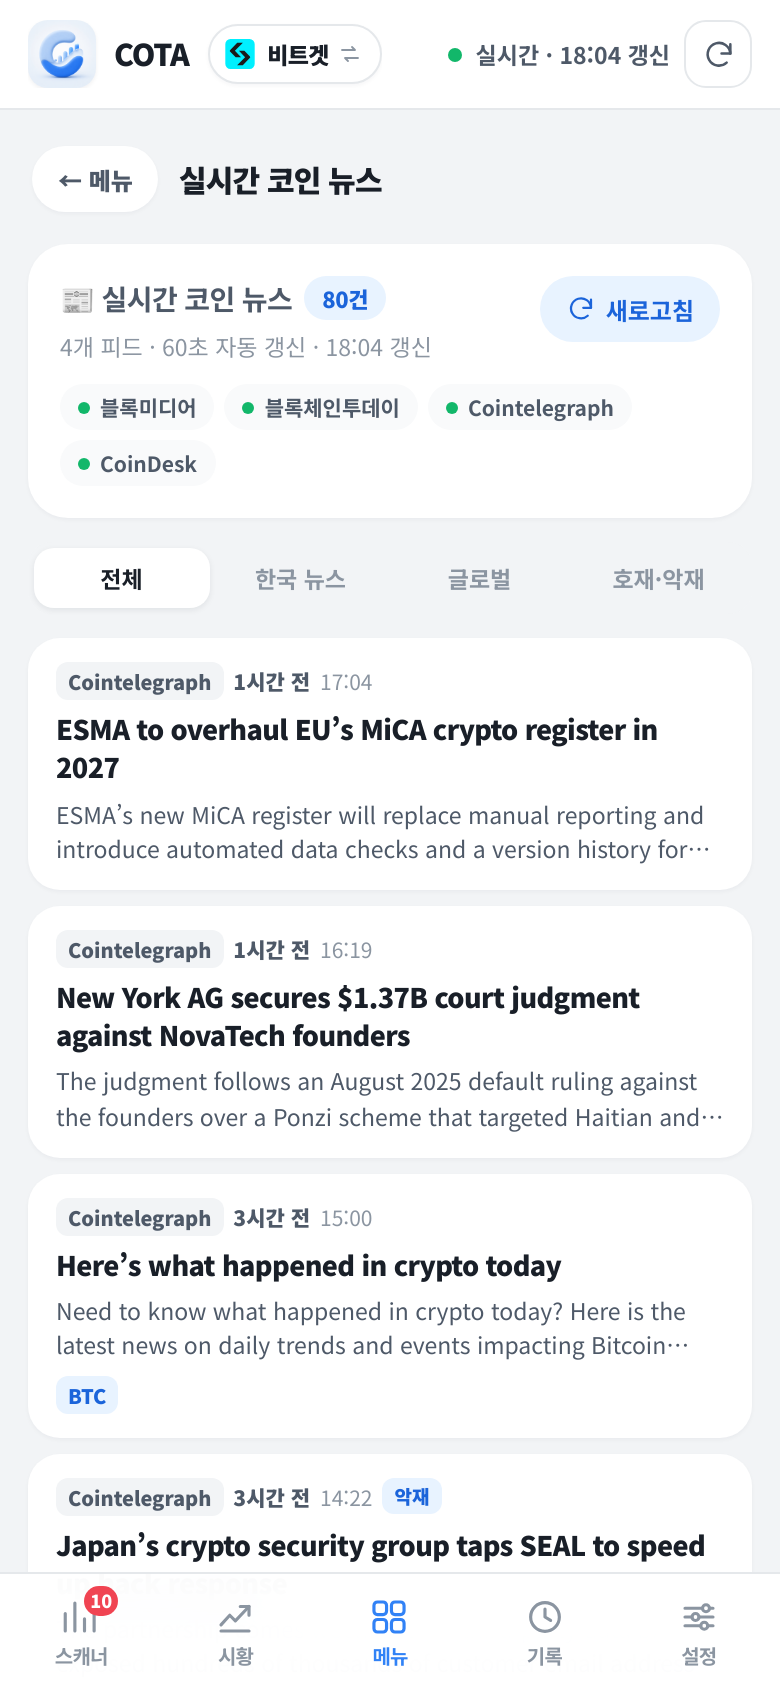 COTA
비트겟
실시간 · 18:04 갱신
← 메뉴
실시간 코인 뉴스
실시간 코인 뉴스 80건
새로고침
4개 피드 · 60초 자동 갱신 · 18:04 갱신
블록미디어 블록체인투데이 Cointelegraph
CoinDesk
전체 한국 뉴스 글로벌 호재·악재
Cointelegraph 1시간 전 17:04
ESMA to overhaul EU’s MiCA crypto register in
2027
ESMA’s new MiCA register will replace manual reporting and
introduce automated data checks and a version history for…
Cointelegraph 1시간 전 16:19
New York AG secures $1.37B court judgment
against NovaTech founders
The judgment follows an August 2025 default ruling against
the founders over a Ponzi scheme that targeted Haitian and…
Cointelegraph 3시간 전 15:00
Here’s what happened in crypto today
Need to know what happened in crypto today? Here is the
latest news on daily trends and events impacting Bitcoin…
BTC
Cointelegraph 3시간 전 14:22 악재
Japan’s crypto security group taps SEAL to speed
up hack response
10
스캐너 시황 메뉴 기록 설정